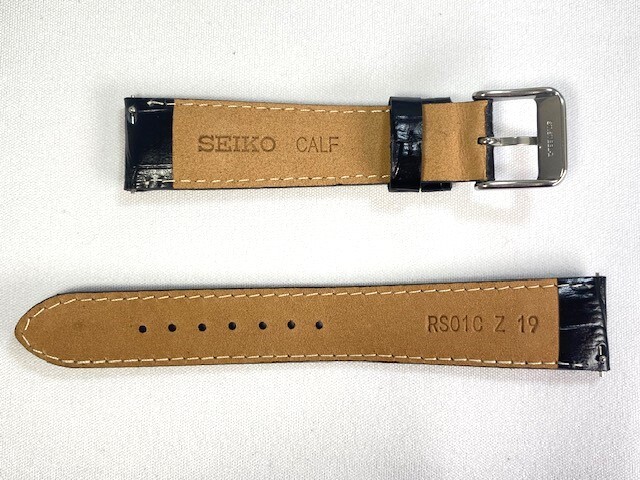 SEIKO CALF
RS01C Z 19